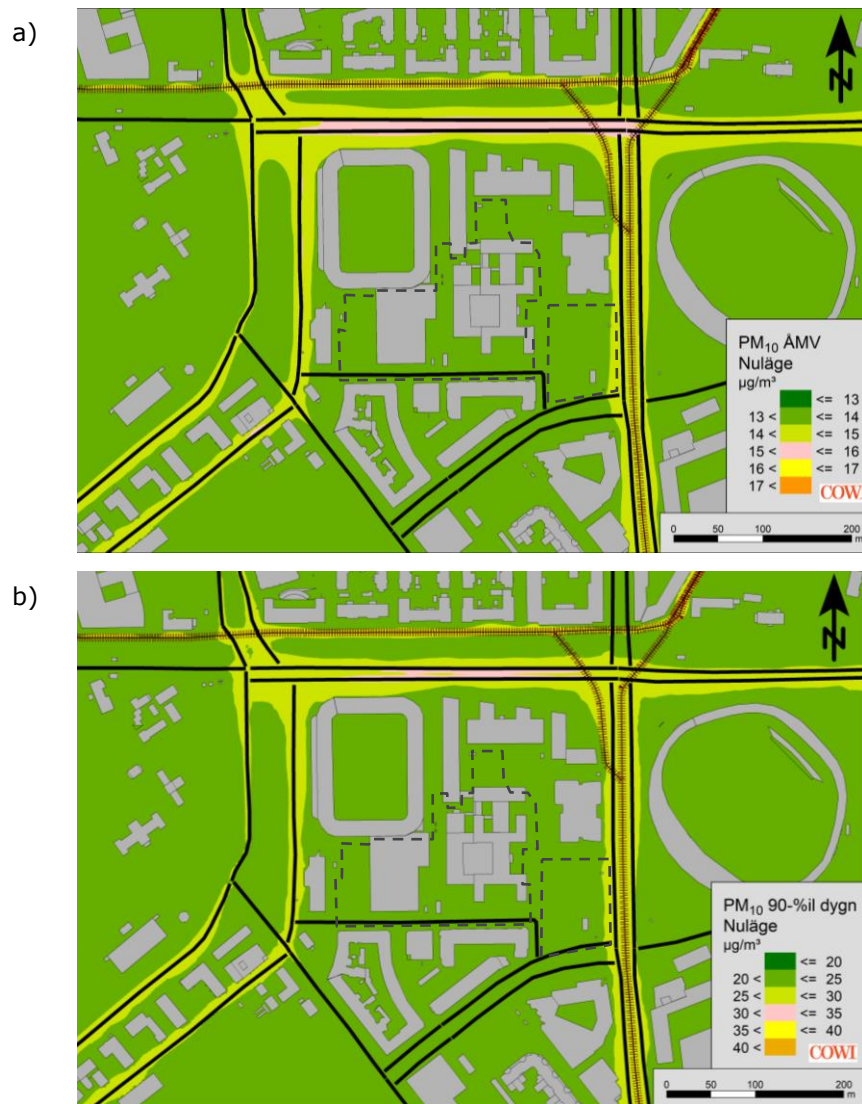 a)
N
PM₁₀ ÅMV
Nuläge
µg/m³
<= 13
13 < <= 14
14 < <= 15
15 < <= 16
16 < <= 17
17 <
COWI
0 50 100 200
m
b)
N
PM₁₀ 90-%il dygn
Nuläge
µg/m³
<= 20
20 < <= 25
25 < <= 30
30 < <= 35
35 < <= 40
40 <
COWI
0 50 100 200
m